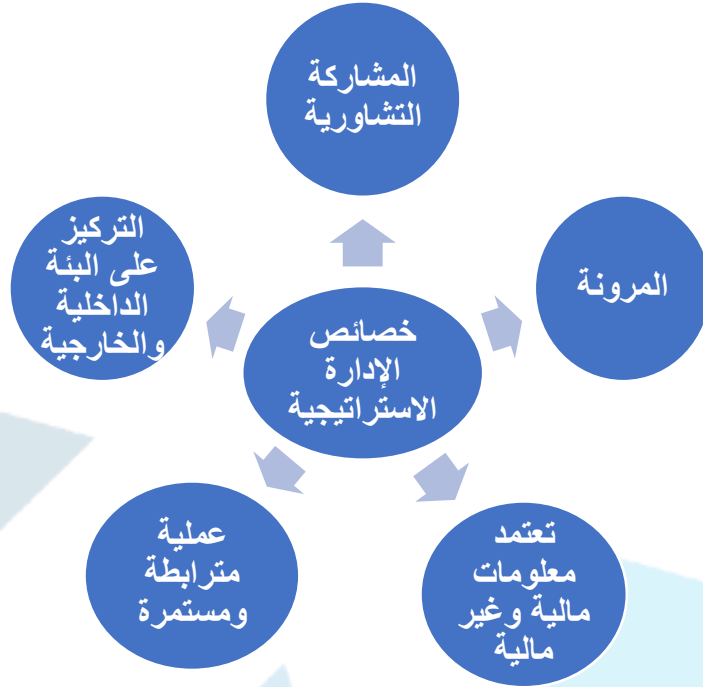 المشاركة
التشاورية
المرونة
تعتمد
معلومات
مالية وغير
مالية
عملية
مترابطة
ومستمرة
التركيز
على البئة
الداخلية
والخارجية
خصائص
الإدارة
الاستراتيجية